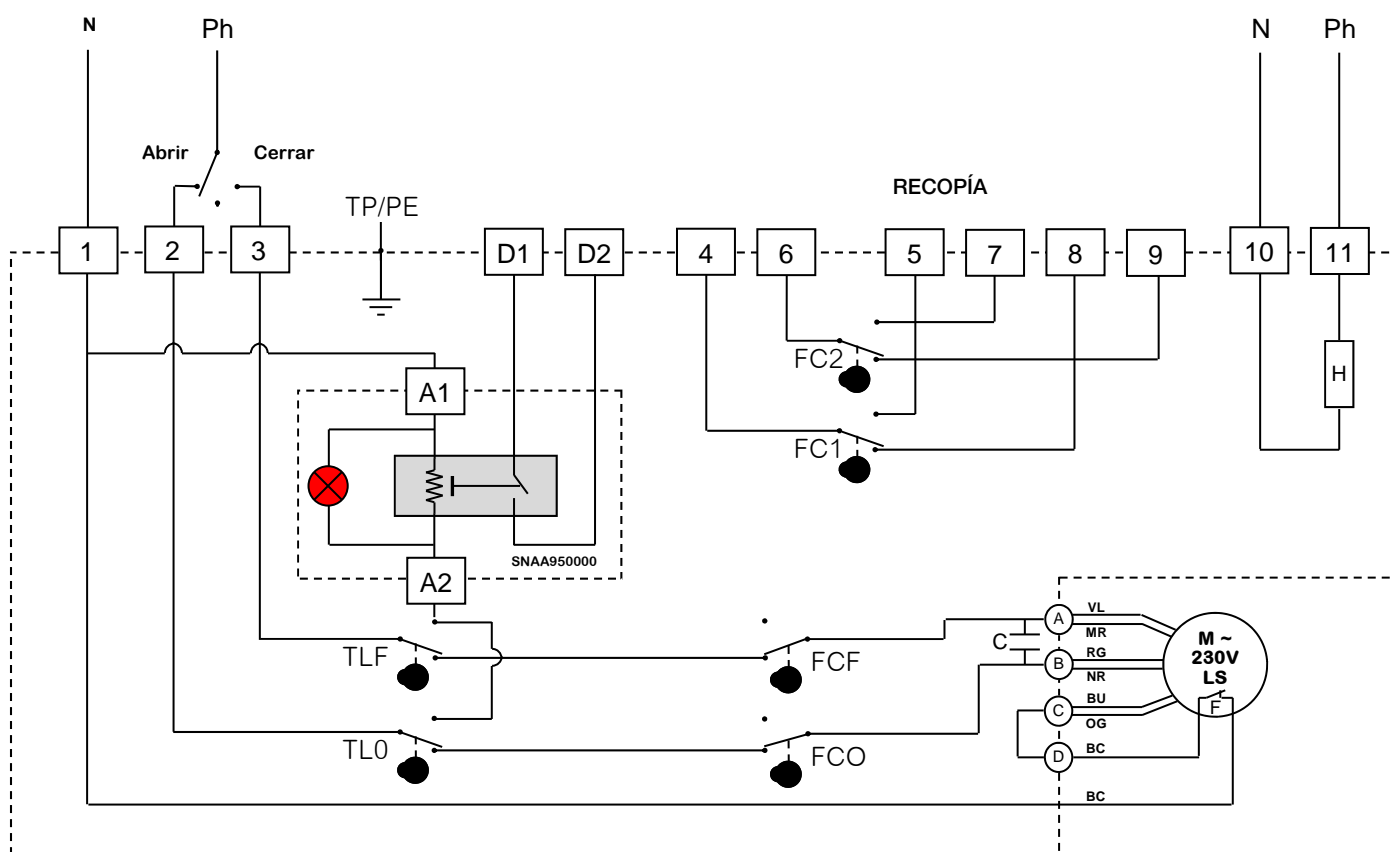 N
Ph
N
Ph
Abrir
Cerrar
RECOPÍA
TP/PE
1
2
3
D1
D2
4
6
5
7
8
9
10
11
FC2
H
A1
FC1
SNAA950000
A2
TLF
FCF
C
A
VL
MR
B
RG
NR
M ~
230V
LS
F
C
BU
OG
TL0
FCO
D
BC
BC